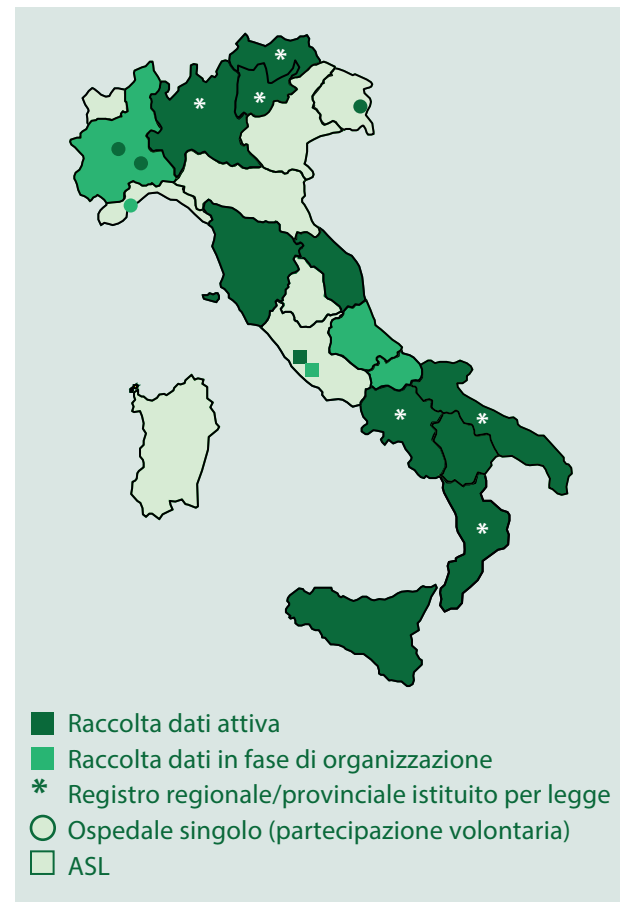 *
*
*
*
*
*
Raccolta dati attiva
Raccolta dati in fase di organizzazione
* Registro regionale/provinciale istituito per legge
Ospedale singolo (partecipazione volontaria)
ASL